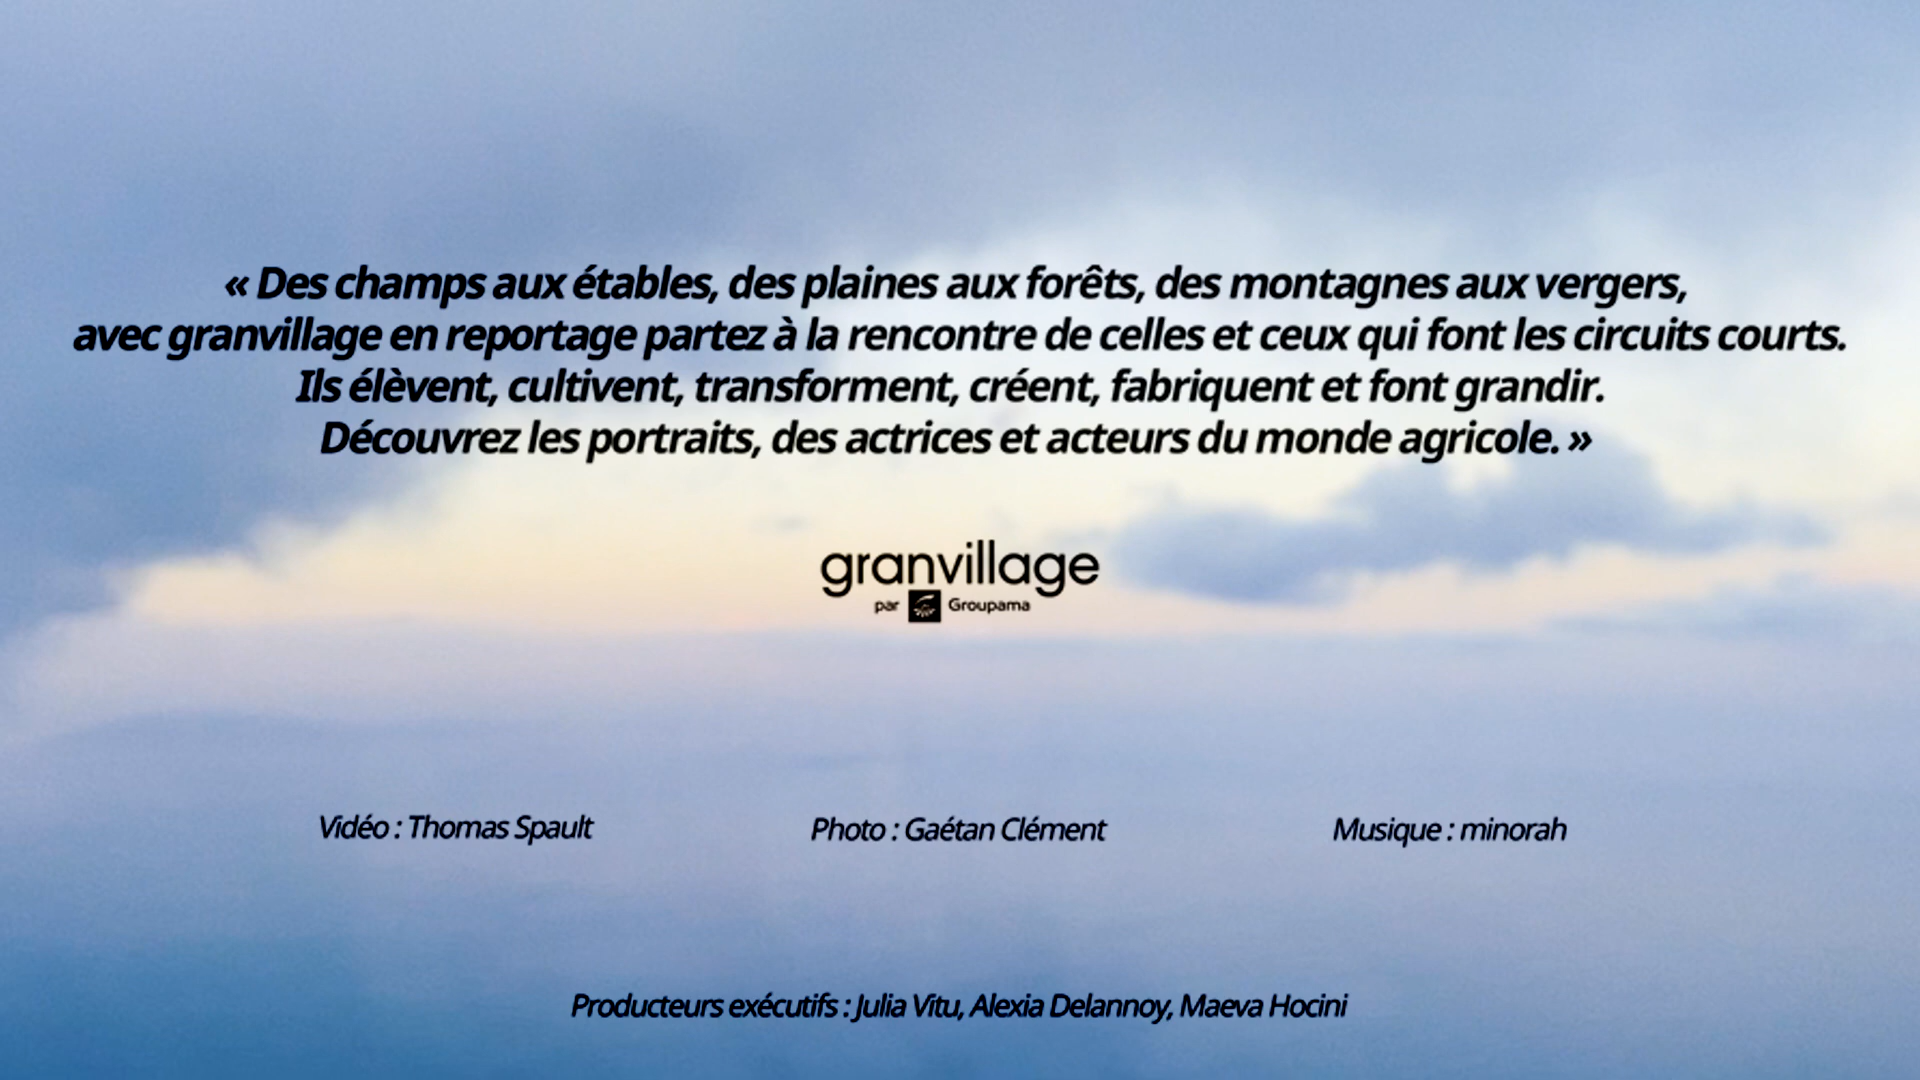 « Des champs aux étables, des plaines aux forêts, des montagnes aux vergers,
avec granvillage en reportage partez à la rencontre de celles et ceux qui font les circuits courts.
Ils élèvent, cultivent, transforment, créent, fabriquent et font grandir.
Découvrez les portraits, des actrices et acteurs du monde agricole. »
granvillage
par Groupama
Vidéo : Thomas Spault
Photo : Gaétan Clément
Musique : minorah
Producteurs exécutifs : Julia Vitu, Alexia Delannoy, Maeva Hocini